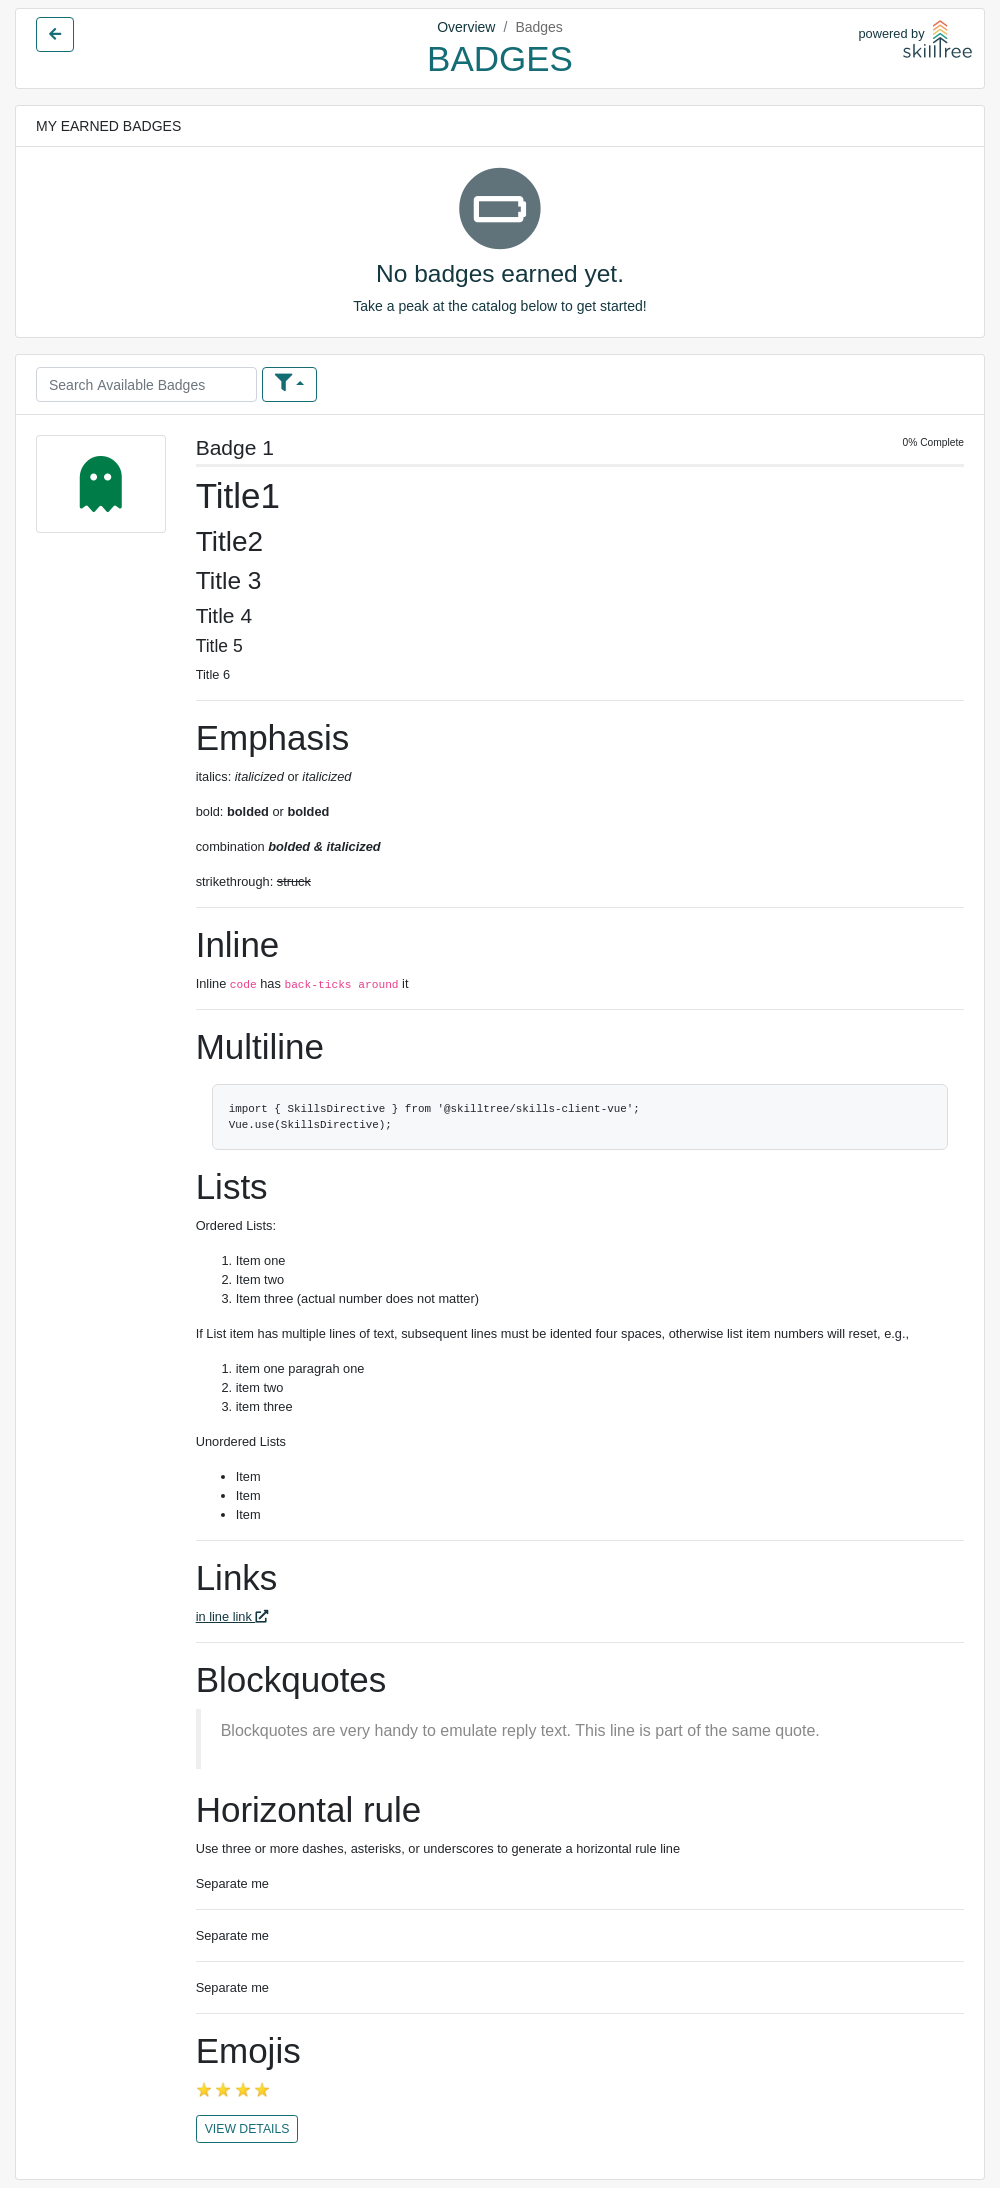 Overview / Badges
BADGES
powered by
skilltree
MY EARNED BADGES
No badges earned yet.
Take a peak at the catalog below to get started!
Search Available Badges
Badge 1
0% Complete
Title1
Title2
Title 3
Title 4
Title 5
Title 6
Emphasis
italics: italicized or italicized
bold: bolded or bolded
combination bolded & italicized
strikethrough: struck
Inline
Inline code has back-ticks around it
Multiline
import { SkillsDirective } from '@skilltree/skills-client-vue';
Vue.use(SkillsDirective);
Lists
Ordered Lists:
1. Item one
2. Item two
3. Item three (actual number does not matter)
If List item has multiple lines of text, subsequent lines must be idented four spaces, otherwise list item numbers will reset, e.g.,
1. item one paragrah one
2. item two
3. item three
Unordered Lists
• Item
• Item
• Item
Links
in line link
Blockquotes
Blockquotes are very handy to emulate reply text. This line is part of the same quote.
Horizontal rule
Use three or more dashes, asterisks, or underscores to generate a horizontal rule line
Separate me
Separate me
Separate me
Emojis
⭐ ⭐ ⭐ ⭐
VIEW DETAILS